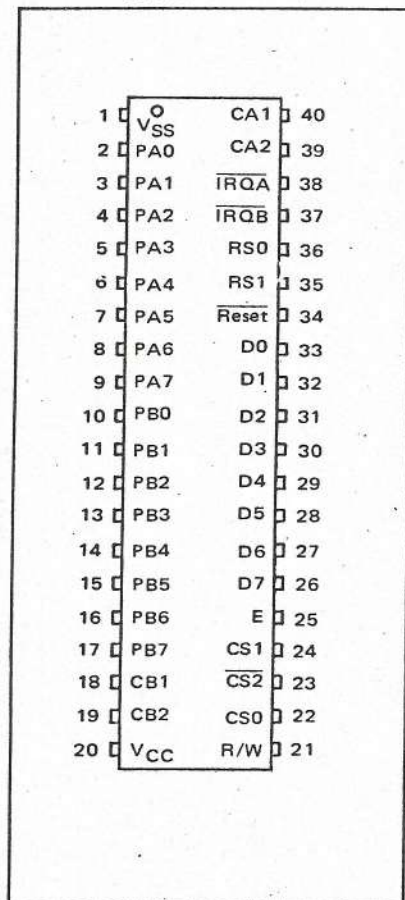 1 VSS CA1 40
2 PA0 CA2 39
3 PA1 IRQA 38
4 PA2 IRQB 37
5 PA3 RS0 36
6 PA4 RS1 35
7 PA5 Reset 34
8 PA6 D0 33
9 PA7 D1 32
10 PB0 D2 31
11 PB1 D3 30
12 PB2 D4 29
13 PB3 D5 28
14 PB4 D6 27
15 PB5 D7 26
16 PB6 E 25
17 PB7 CS1 24
18 CB1 CS2 23
19 CB2 CS0 22
20 VCC R/W 21